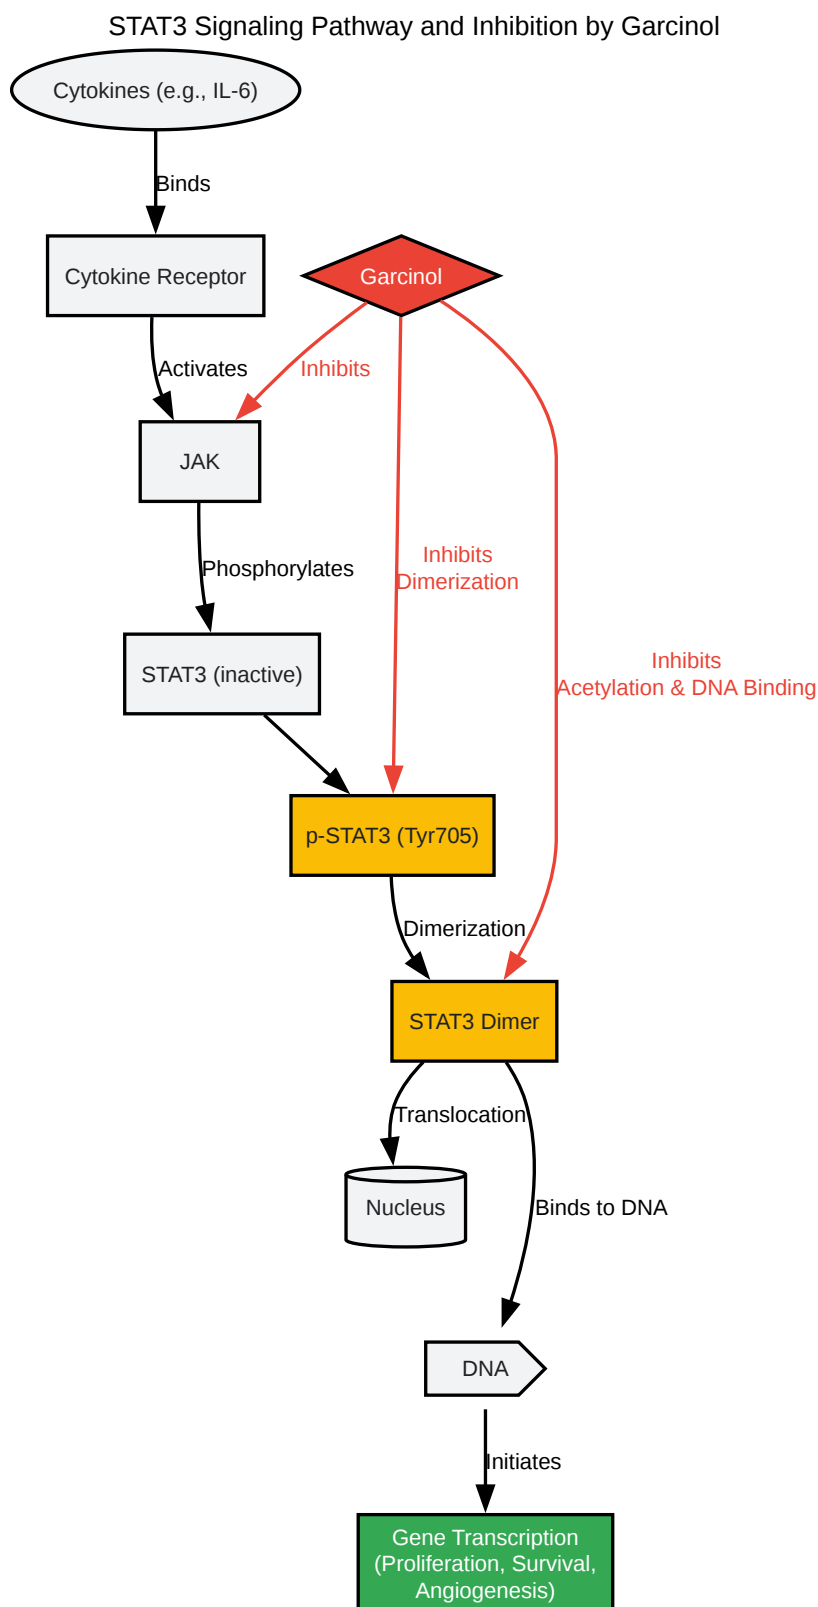 STAT3 Signaling Pathway and Inhibition by Garcinol
Cytokines (e.g., IL-6)
Binds
Cytokine Receptor
Garcinol
Activates
Inhibits
JAK
Inhibits
Dimerization
Phosphorylates
Inhibits
Acetylation & DNA Binding
STAT3 (inactive)
p-STAT3 (Tyr705)
Dimerization
STAT3 Dimer
Translocation
Nucleus
Binds to DNA
DNA
Initiates
Gene Transcription
(Proliferation, Survival,
Angiogenesis)